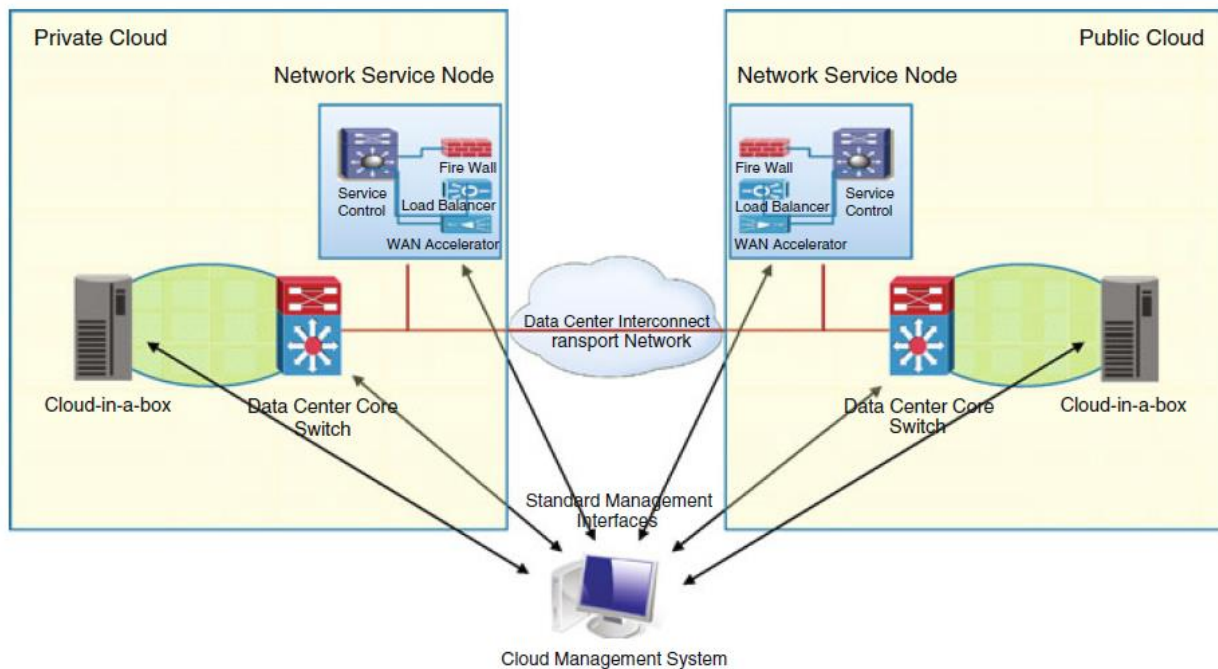 Private Cloud
Public Cloud
Network Service Node
Network Service Node
Fire Wall
Service
Control
Load Balancer
WAN Accelerator
Fire Wall
Load Balancer
Service
Control
WAN Accelerator
Data Center Interconnect
ransport Network
Cloud-in-a-box
Data Center Core
Switch
Data Center Core
Switch
Cloud-in-a-box
Standard Management
Interfaces
Cloud Management System